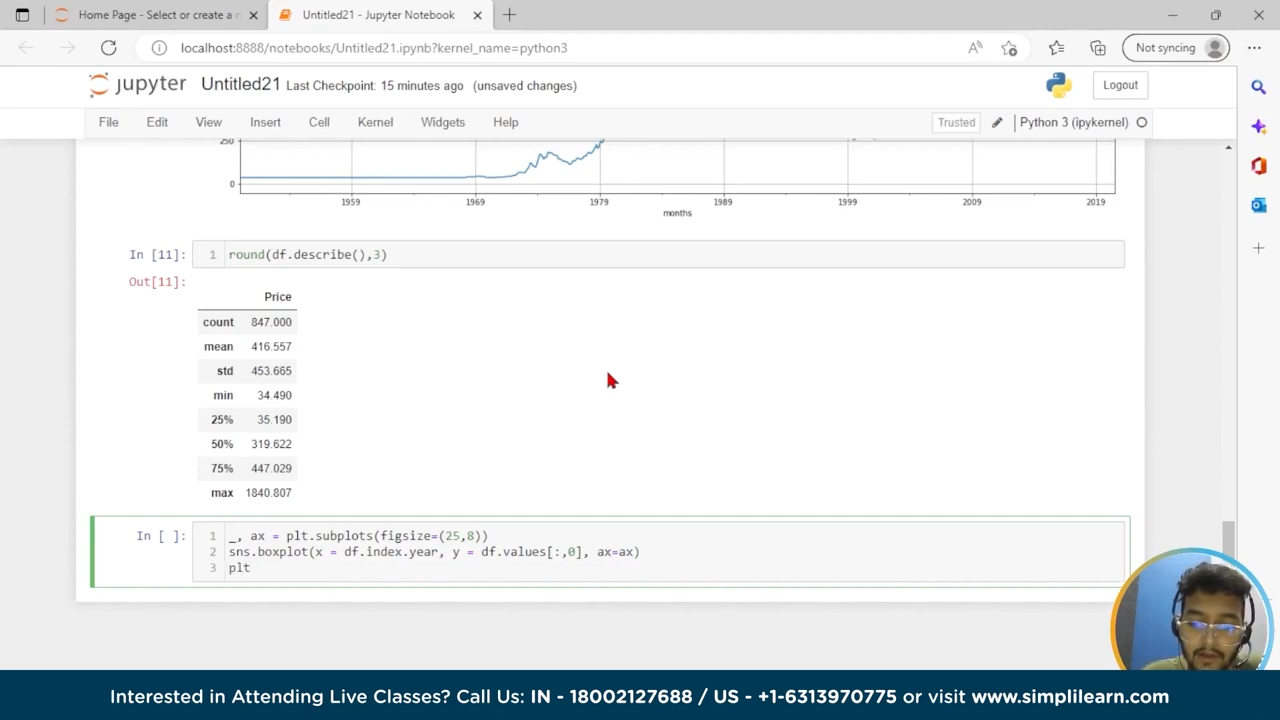 Home Page - Select or create a n
Untitled21 - Jupyter Notebook
localhost:8888/notebooks/Untitled21.ipynb?kernel_name=python3
Not syncing
jupyter Untitled21 Last Checkpoint: 15 minutes ago (unsaved changes)
Logout
File Edit View Insert Cell Kernel Widgets Help
Trusted
Python 3 (ipykernel)
250
0
1959 1969 1979 1989 1999 2009 2019
months
In [11]: 1 round(df.describe(),3)
Out[11]:
Price
count 847.000
mean 416.557
std 453.665
min 34.490
25% 35.190
50% 319.622
75% 447.029
max 1840.807
In [ ]: 1 _, ax = plt.subplots(figsize=(25,8))
2 sns.boxplot(x = df.index.year, y = df.values[:,0], ax=ax)
3 plt
Interested in Attending Live Classes? Call Us: IN - 18002127688 / US - +1-6313970775 or visit www.simplilearn.com